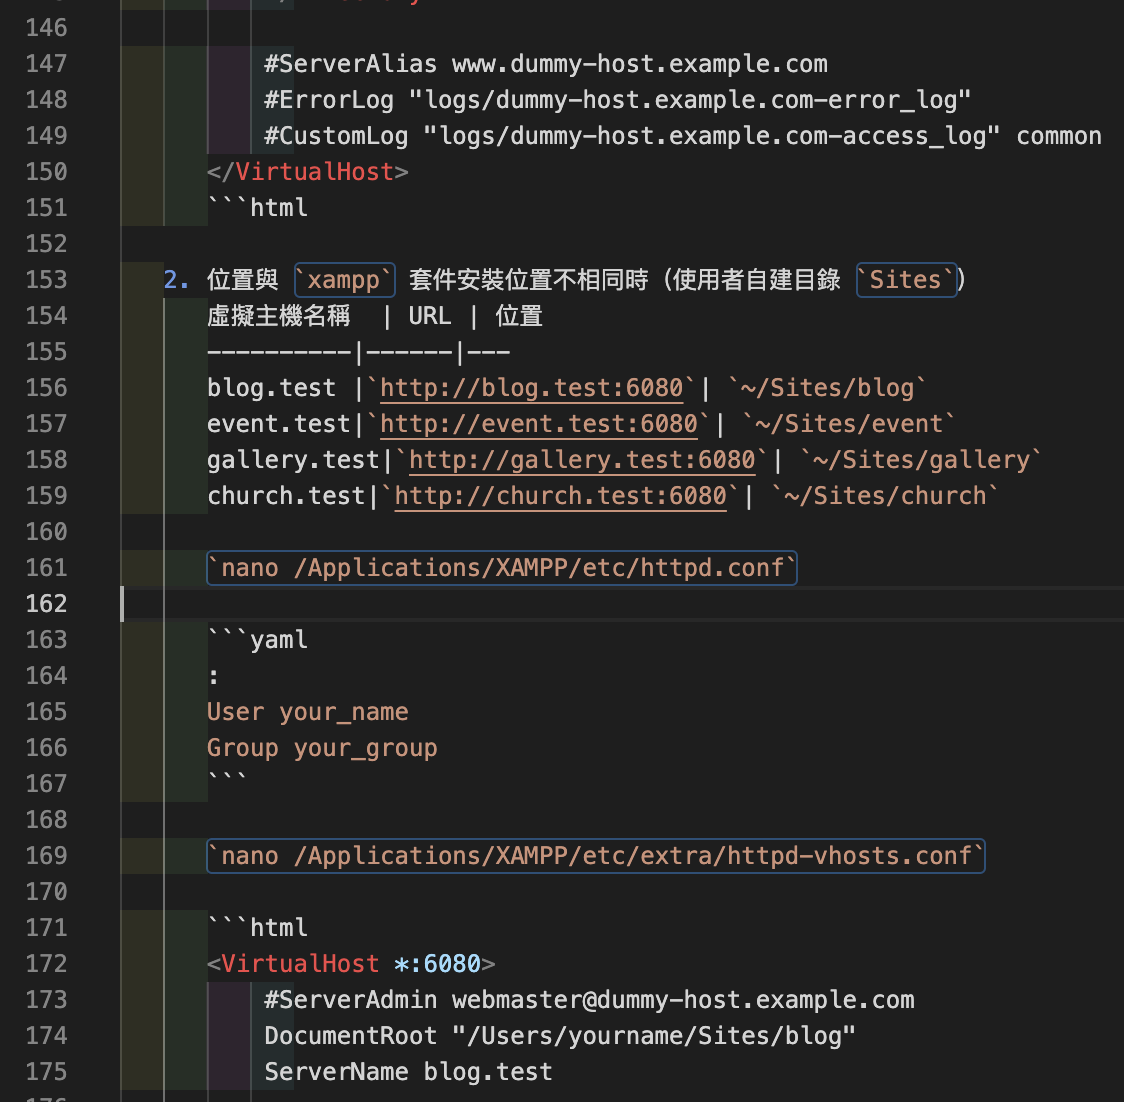 146
147 #ServerAlias www.dummy-host.example.com
148 #ErrorLog "logs/dummy-host.example.com-error_log"
149 #CustomLog "logs/dummy-host.example.com-access_log" common
150 </VirtualHost>
151 ```html
152
153 2. 位置與 `xampp` 套件安裝位置不相同時（使用者自建目錄 `Sites`）
154 虛擬主機名稱  | URL | 位置
155 ----------|------|---
156 blog.test |`http://blog.test:6080`| `~/Sites/blog`
157 event.test|`http://event.test:6080`| `~/Sites/event`
158 gallery.test|`http://gallery.test:6080`| `~/Sites/gallery`
159 church.test|`http://church.test:6080`| `~/Sites/church`
160
161 `nano /Applications/XAMPP/etc/httpd.conf`
162
163 ```yaml
164 :
165 User your_name
166 Group your_group
167 ```
168
169 `nano /Applications/XAMPP/etc/extra/httpd-vhosts.conf`
170
171 ```html
172 <VirtualHost *:6080>
173 #ServerAdmin webmaster@dummy-host.example.com
174 DocumentRoot "/Users/yourname/Sites/blog"
175 ServerName blog.test